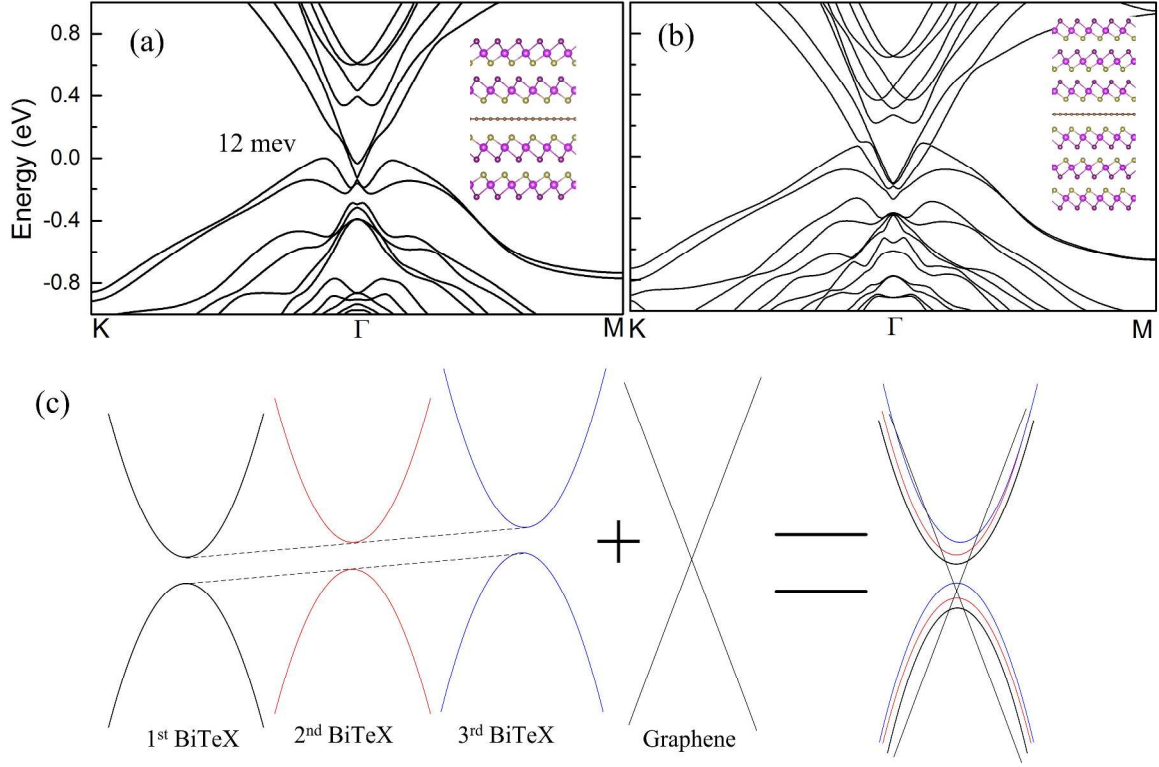 (a)
(b)
12 mev
Energy (eV)
0.8
0.4
0.0
-0.4
-0.8
K
Γ
M
K
Γ
M
(c)
+
=
1st BiTeX
2nd BiTeX
3rd BiTeX
Graphene